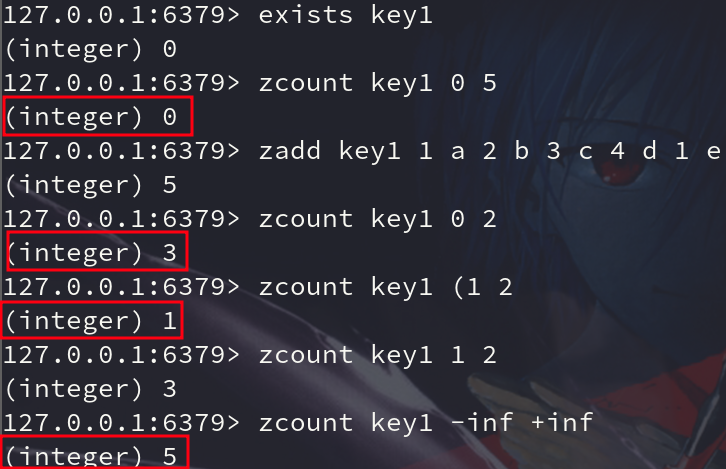 127.0.0.1:6379> exists key1
(integer) 0
127.0.0.1:6379> zcount key1 0 5
(integer) 0
127.0.0.1:6379> zadd key1 1 a 2 b 3 c 4 d 1 e
(integer) 5
127.0.0.1:6379> zcount key1 0 2
(integer) 3
127.0.0.1:6379> zcount key1 (1 2
(integer) 1
127.0.0.1:6379> zcount key1 1 2
(integer) 3
127.0.0.1:6379> zcount key1 -inf +inf
(integer) 5